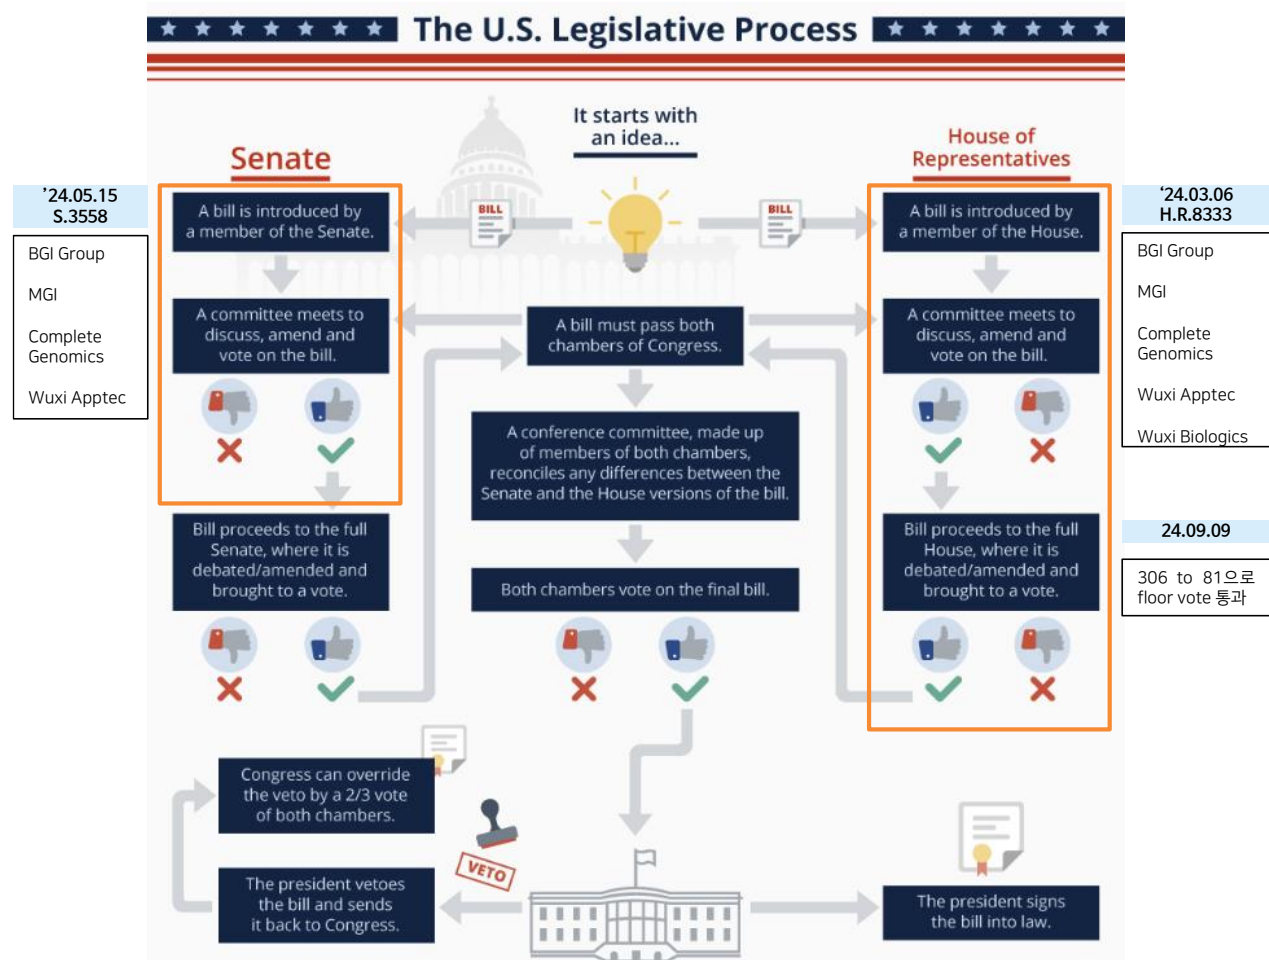 The U.S. Legislative Process
It starts with
an idea...
Senate
House of
Representatives
'24.05.15
S.3558
BGI Group
MGI
Complete
Genomics
Wuxi Apptec
A bill is introduced by
a member of the Senate.
BILL
BILL
A bill is introduced by
a member of the House.
‘24.03.06
H.R.8333
BGI Group
MGI
Complete
Genomics
Wuxi Apptec
Wuxi Biologics
A committee meets to
discuss, amend and
vote on the bill.
A bill must pass both
chambers of Congress.
A committee meets to
discuss, amend and
vote on the bill.
A conference committee, made up
of members of both chambers,
reconciles any differences between the
Senate and the House versions of the bill.
Bill proceeds to the full
Senate, where it is
debated/amended and
brought to a vote.
Both chambers vote on the final bill.
Bill proceeds to the full
House, where it is
debated/amended and
brought to a vote.
24.09.09
306 to 81으로
floor vote 통과
Congress can override
the veto by a 2/3 vote
of both chambers.
VETO
The president vetoes
the bill and sends
it back to Congress.
The president signs
the bill into law.